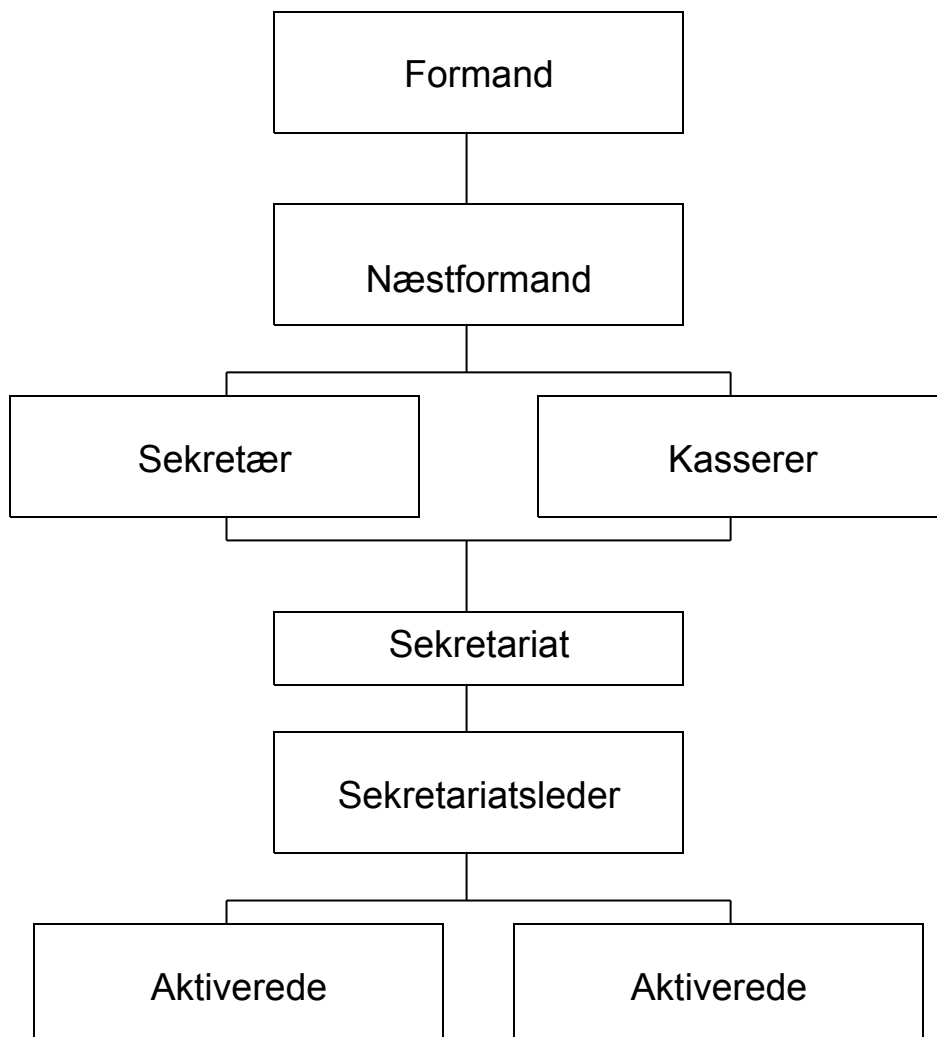 Formand
Næstformand
Sekretær
Kasserer
Sekretariat
Sekretariatsleder
Aktiverede
Aktiverede